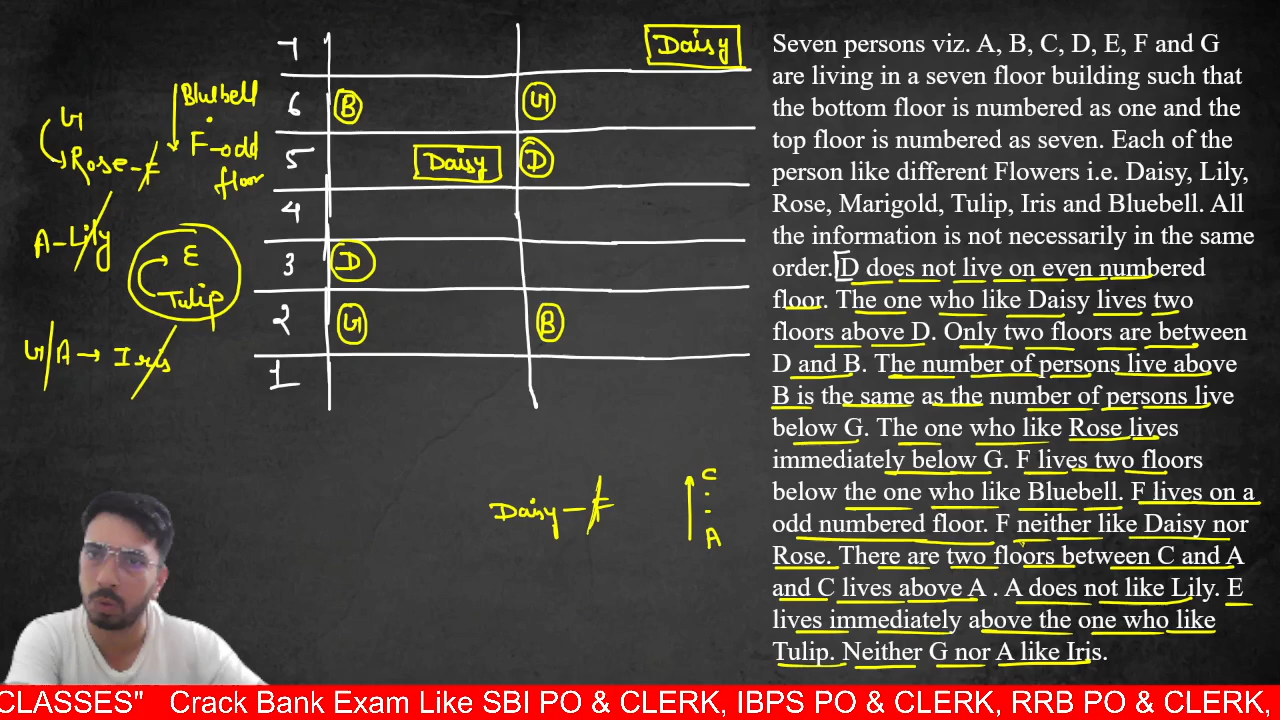 7 Daisy
6 B G
5 Daisy D
4
3 D
2 G B
1
G
Rose - F
A - Lily
G/A → Iris
Bluebell
F - odd
floor
E
Tulip
Daisy - F
C
A
Seven persons viz. A, B, C, D, E, F and G
are living in a seven floor building such that
the bottom floor is numbered as one and the
top floor is numbered as seven. Each of the
person like different Flowers i.e. Daisy, Lily,
Rose, Marigold, Tulip, Iris and Bluebell. All
the information is not necessarily in the same
order. D does not live on even numbered
floor. The one who like Daisy lives two
floors above D. Only two floors are between
D and B. The number of persons live above
B is the same as the number of persons live
below G. The one who like Rose lives
immediately below G. F lives two floors
below the one who like Bluebell. F lives on a
odd numbered floor. F neither like Daisy nor
Rose. There are two floors between C and A
and C lives above A . A does not like Lily. E
lives immediately above the one who like
Tulip. Neither G nor A like Iris.
CLASSES" Crack Bank Exam Like SBI PO & CLERK, IBPS PO & CLERK, RRB PO & CLERK,